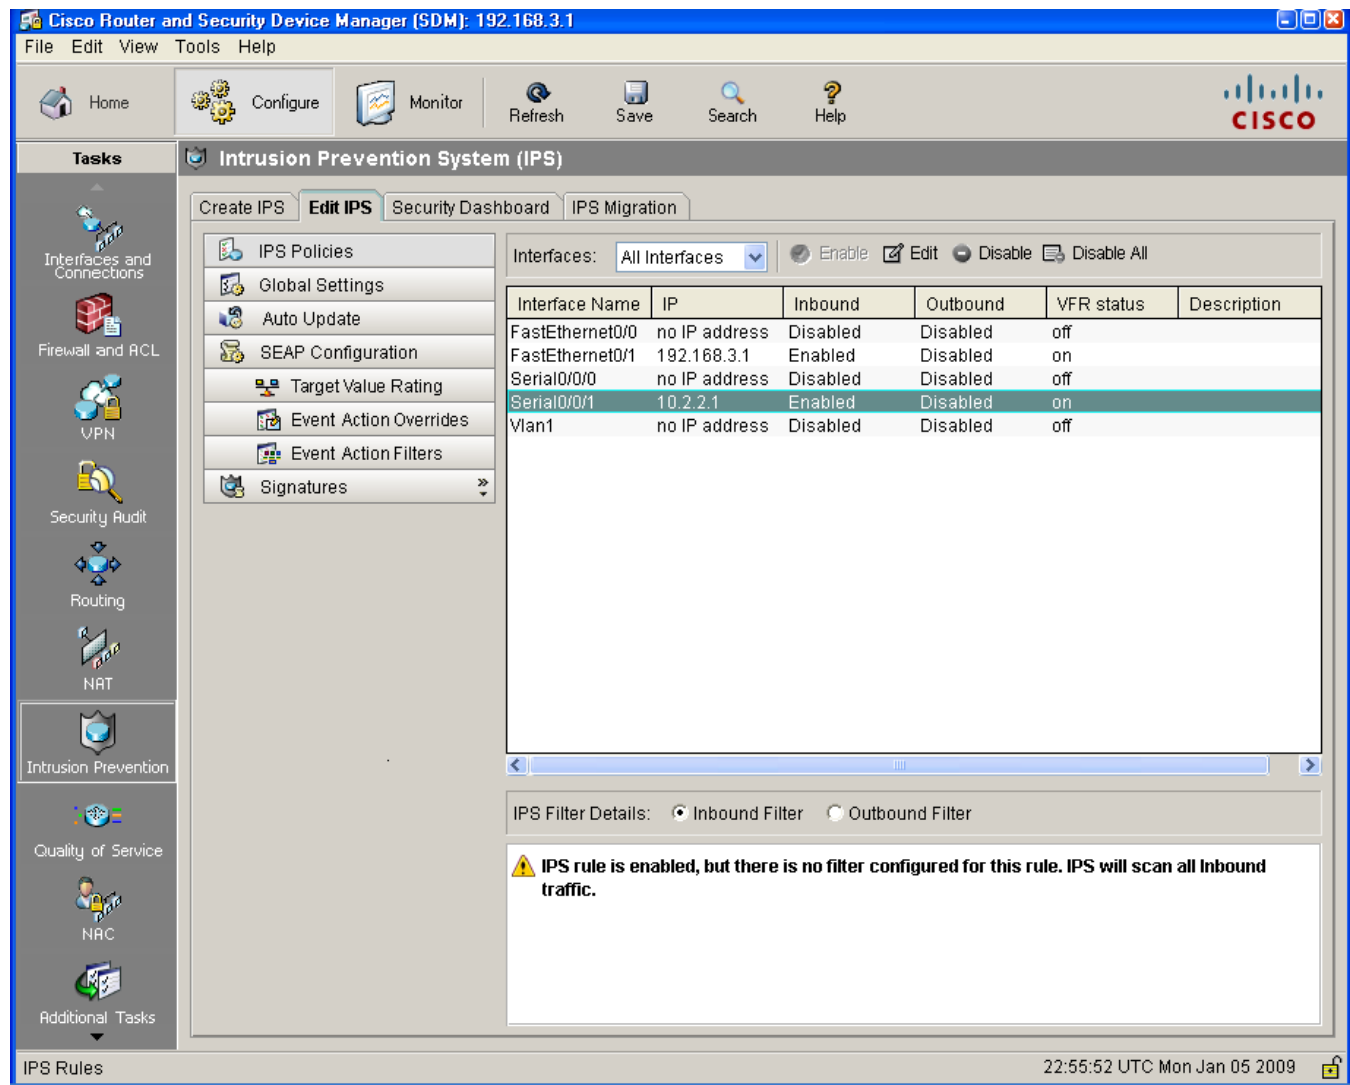 Cisco Router and Security Device Manager (SDM): 192.168.3.1
File Edit View Tools Help
Home Configure Monitor Refresh Save Search Help
CISCO
Tasks
Intrusion Prevention System (IPS)
Create IPS Edit IPS Security Dashboard IPS Migration
Interfaces and Connections
Firewall and ACL
VPN
Security Audit
Routing
NAT
Intrusion Prevention
Quality of Service
NAC
Additional Tasks
IPS Policies
Global Settings
Auto Update
SEAP Configuration
Target Value Rating
Event Action Overrides
Event Action Filters
Signatures
Interfaces: All Interfaces Enable Edit Disable Disable All
Interface Name IP Inbound Outbound VFR status Description
FastEthernet0/0 no IP address Disabled Disabled off
FastEthernet0/1 192.168.3.1 Enabled Disabled on
Serial0/0/0 no IP address Disabled Disabled off
Serial0/0/1 10.2.2.1 Enabled Disabled on
Vlan1 no IP address Disabled Disabled off
IPS Filter Details: Inbound Filter Outbound Filter
IPS rule is enabled, but there is no filter configured for this rule. IPS will scan all Inbound
traffic.
IPS Rules
22:55:52 UTC Mon Jan 05 2009